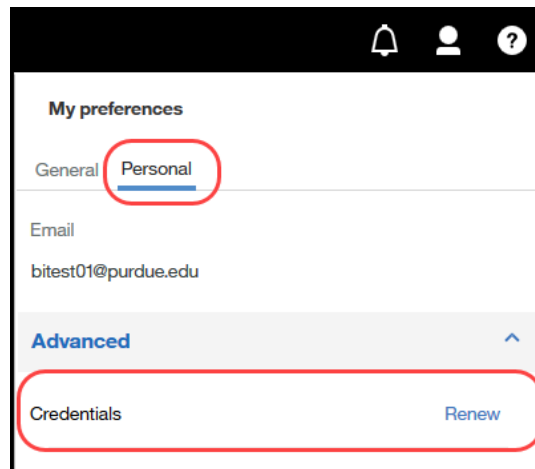 ?
My preferences
General Personal
Email
bitest01@purdue.edu
Advanced
Credentials Renew